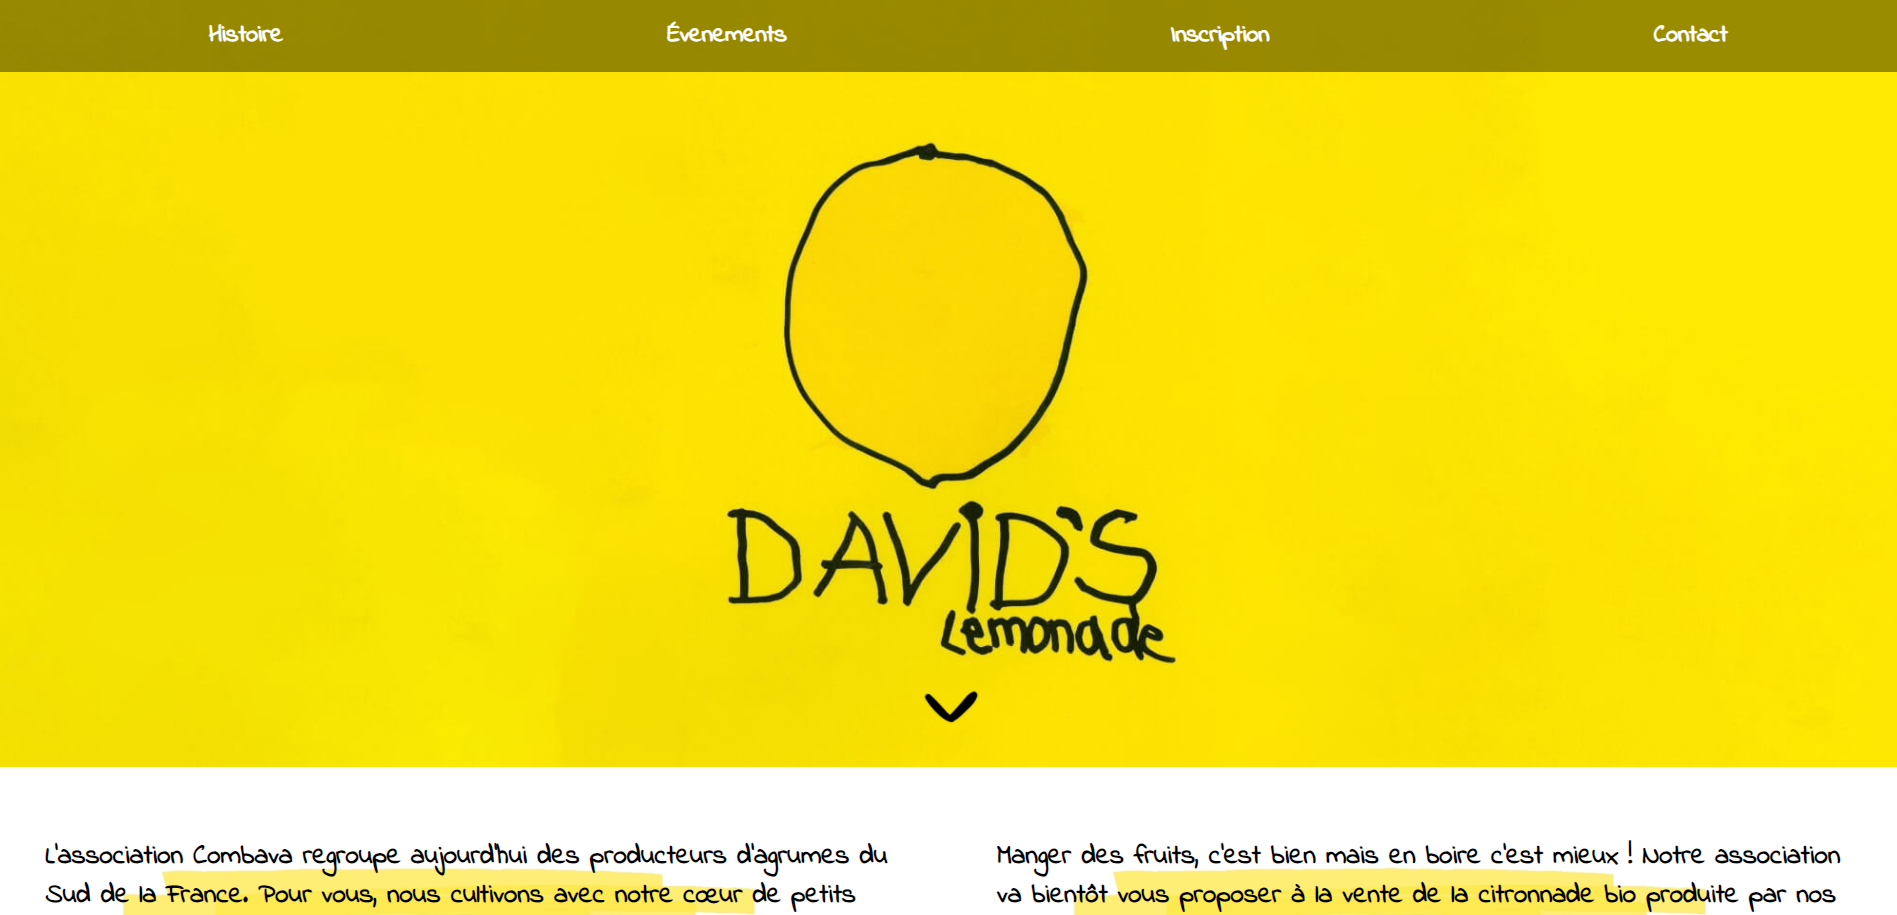 Histoire
Évenements
Inscription
Contact
DAViD'S
Lemonade
L'association Combava regroupe aujourd'hui des producteurs d'agrumes du
Sud de la France. Pour vous, nous cultivons avec notre cœur de petits
Manger des fruits, c'est bien mais en boire c'est mieux ! Notre association
va bientôt vous proposer à la vente de la citronnade bio produite par nos